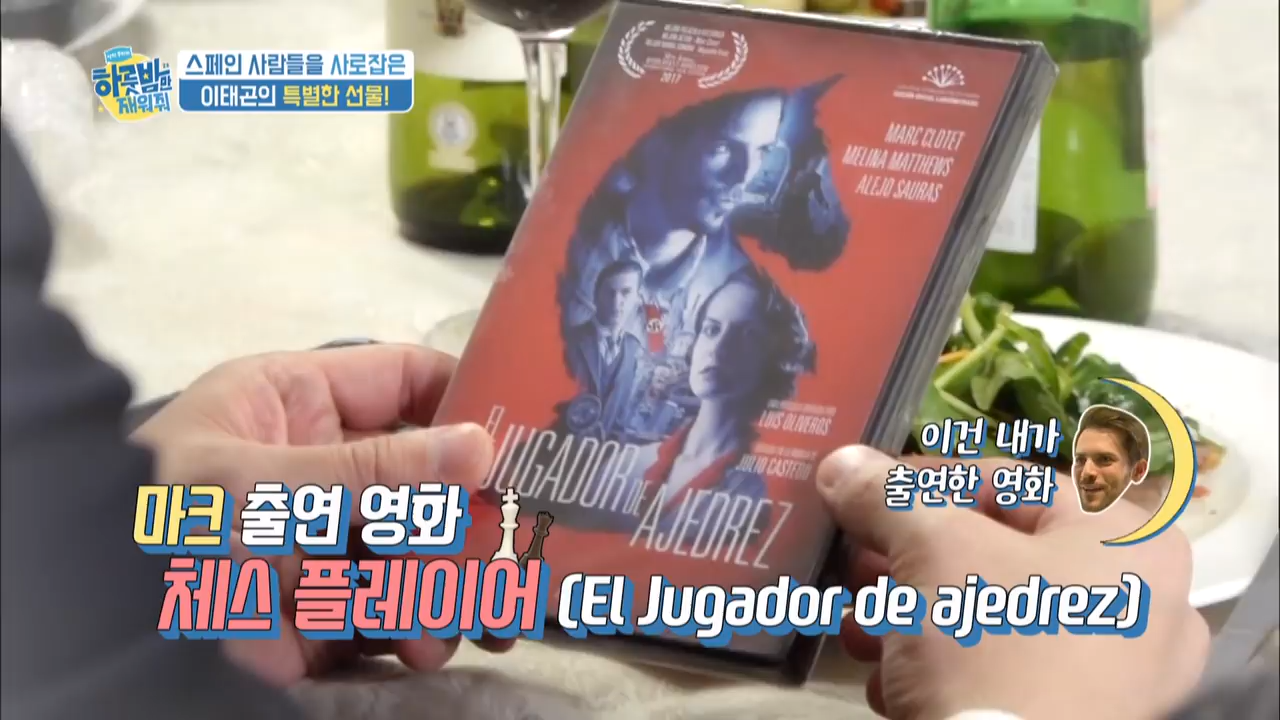 하룻밤만
재워줘
스페인 사람들을 사로잡은
이태곤의 특별한 선물!
2017
MARC CLOTET
MELINA MATTHEWS
ALEJO SAURAS
LUIS OLIVEROS
JULIO CASTEDO
EL JUGADOR DE AJEDREZ
이건 내가
출연한 영화
마크 출연 영화
체스 플레이어 (El Jugador de ajedrez)